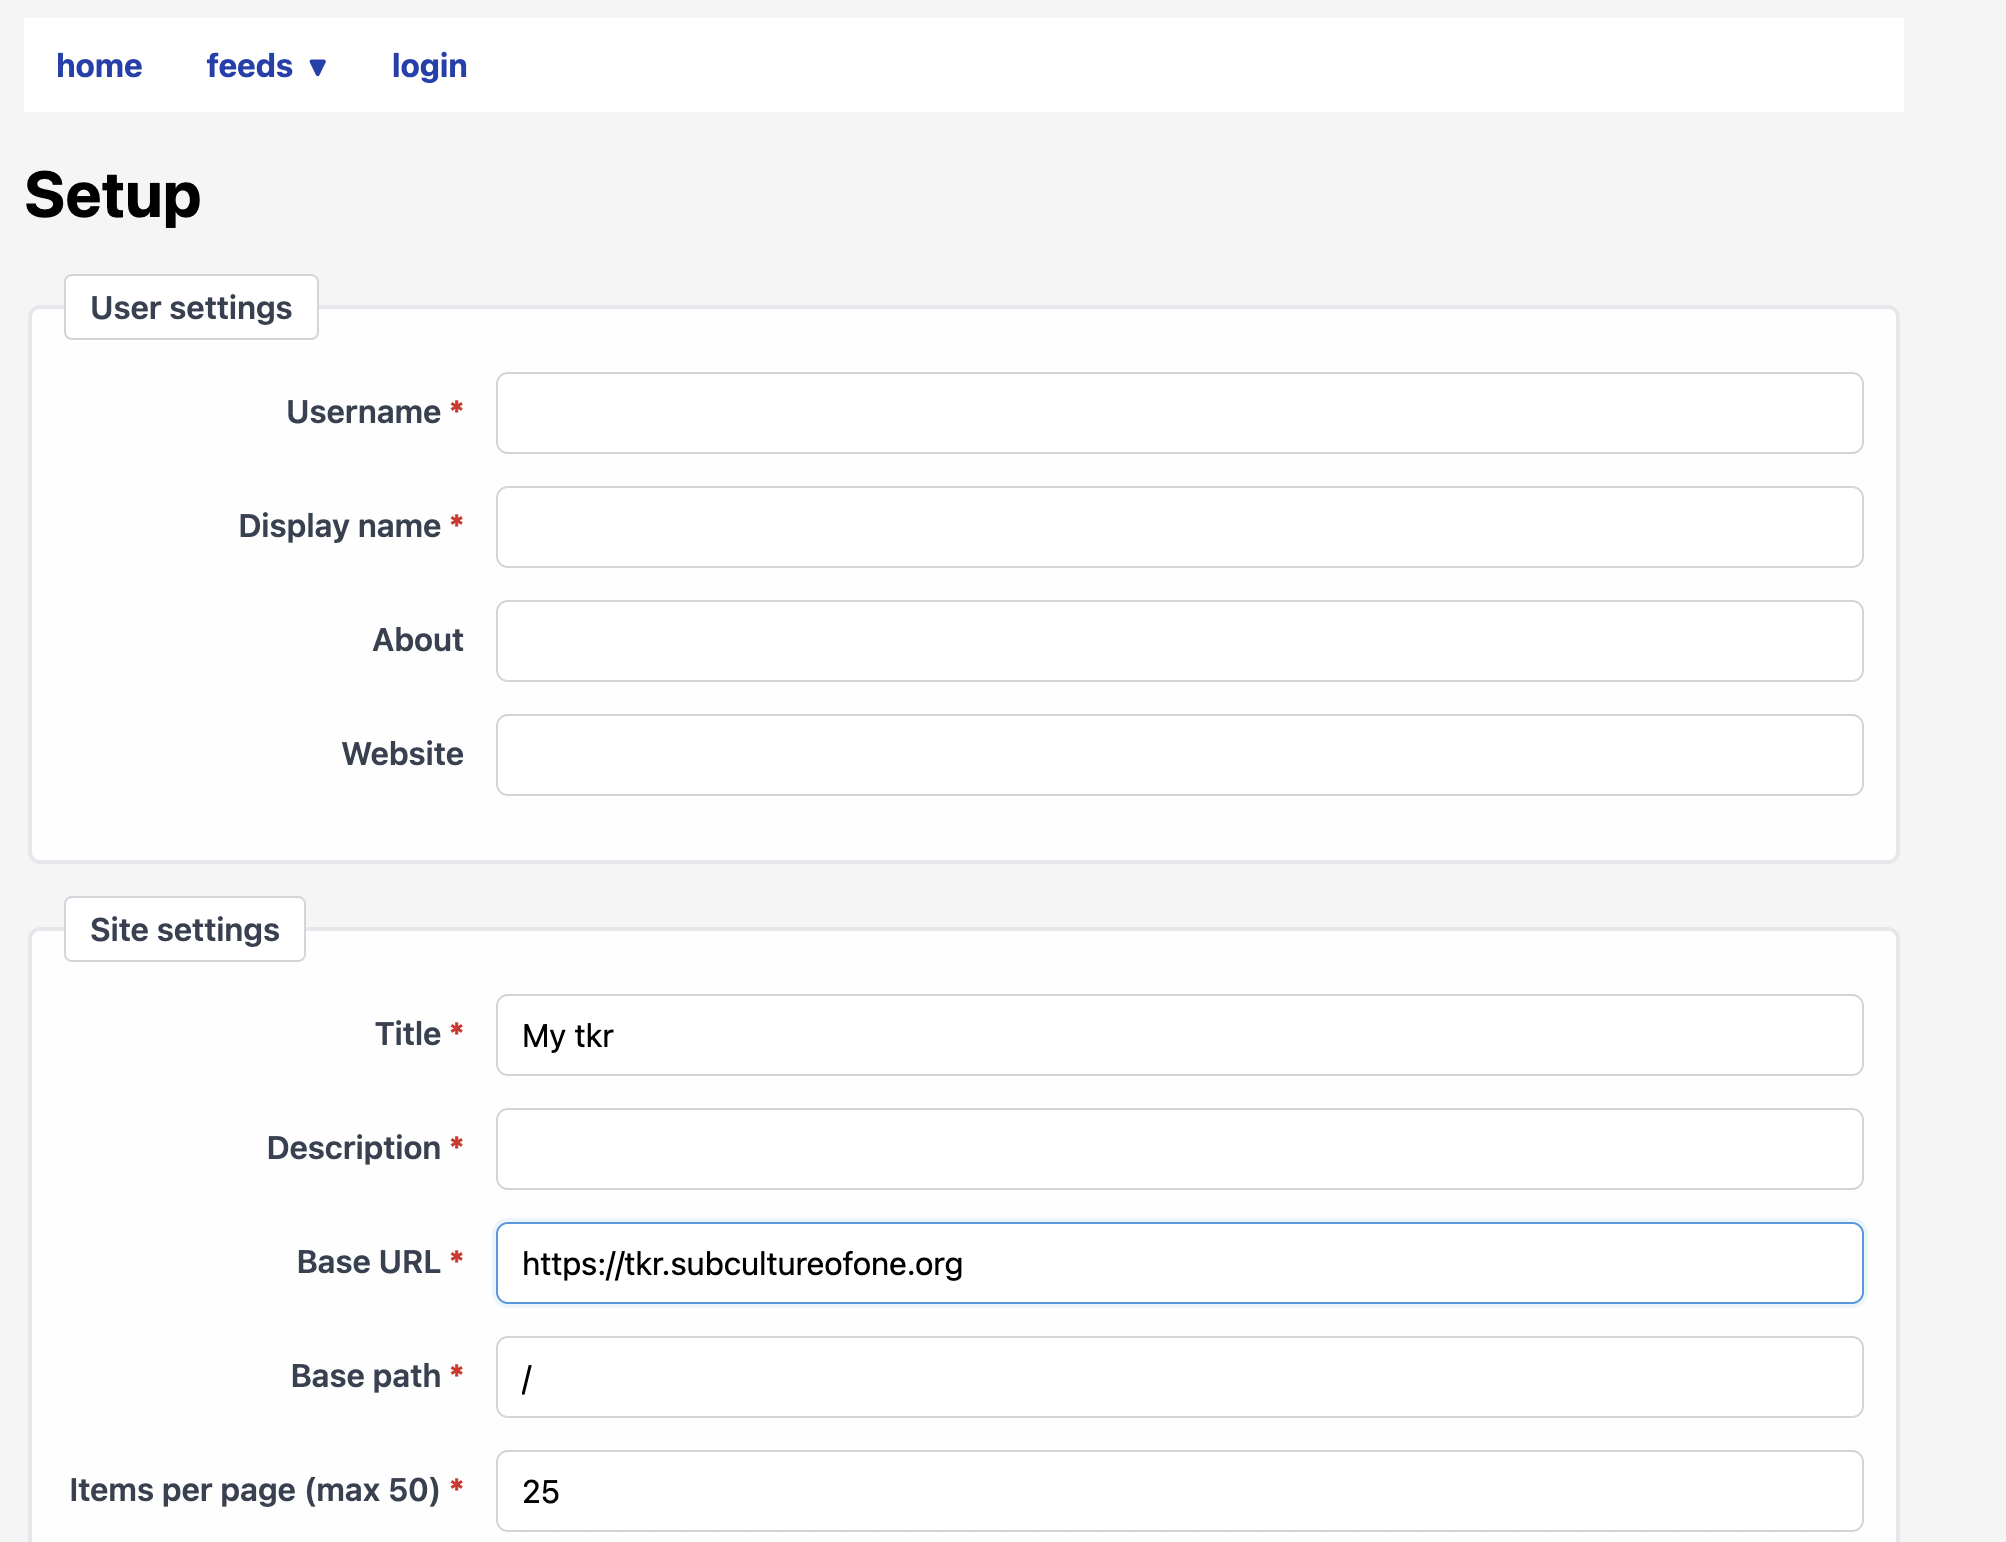 home feeds ▼ login
Setup
User settings
Username *
Display name *
About
Website
Site settings
Title * My tkr
Description *
Base URL * https://tkr.subcultureofone.org
Base path * /
Items per page (max 50) * 25